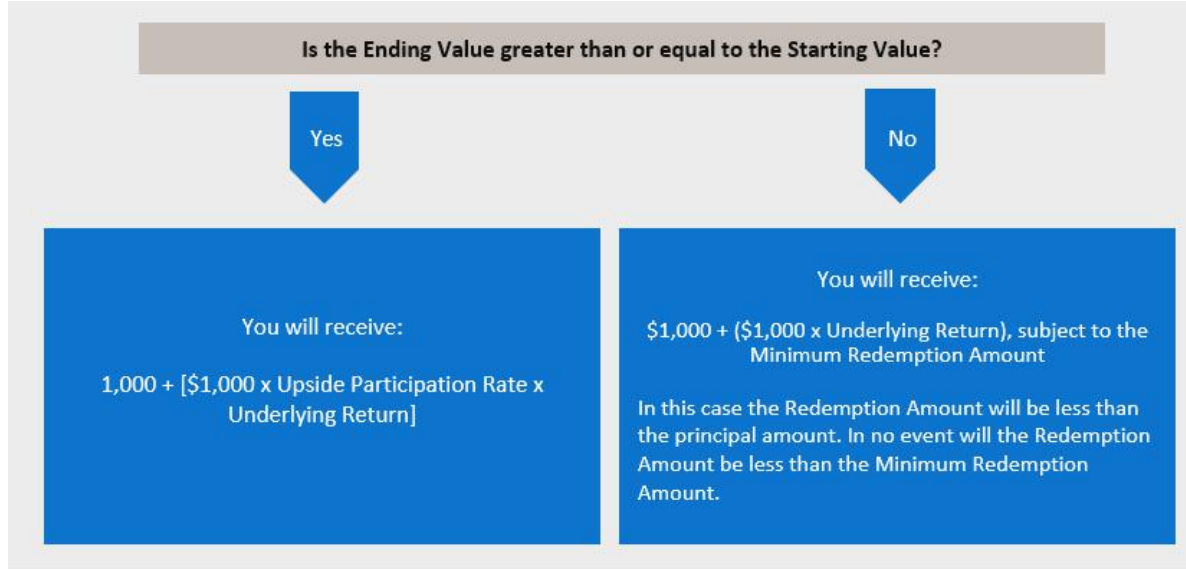 Is the Ending Value greater than or equal to the Starting Value?
Yes
No
You will receive:
1,000 + [$1,000 x Upside Participation Rate x
Underlying Return]
You will receive:
$1,000 + ($1,000 x Underlying Return), subject to the
Minimum Redemption Amount
In this case the Redemption Amount will be less than
the principal amount. In no event will the Redemption
Amount be less than the Minimum Redemption
Amount.